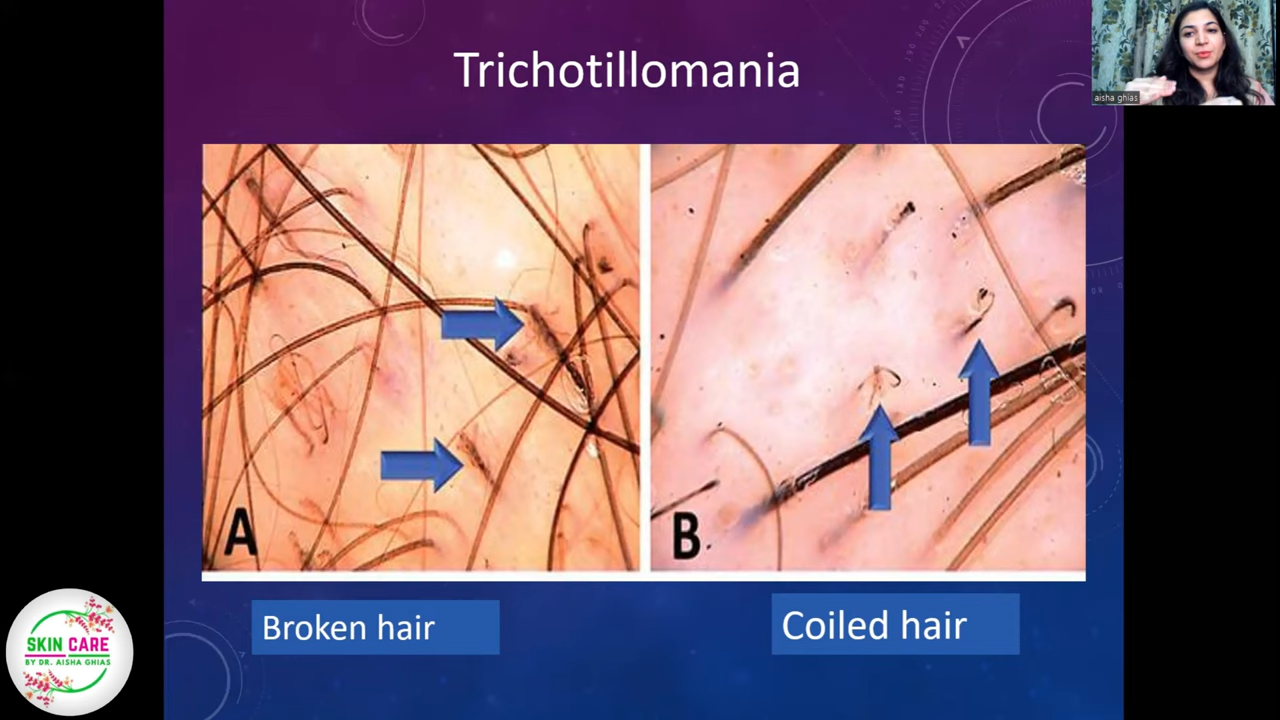 Trichotillomania
aisha ghias
A
B
Broken hair
Coiled hair
SKIN CARE
BY DR. AISHA GHIAS